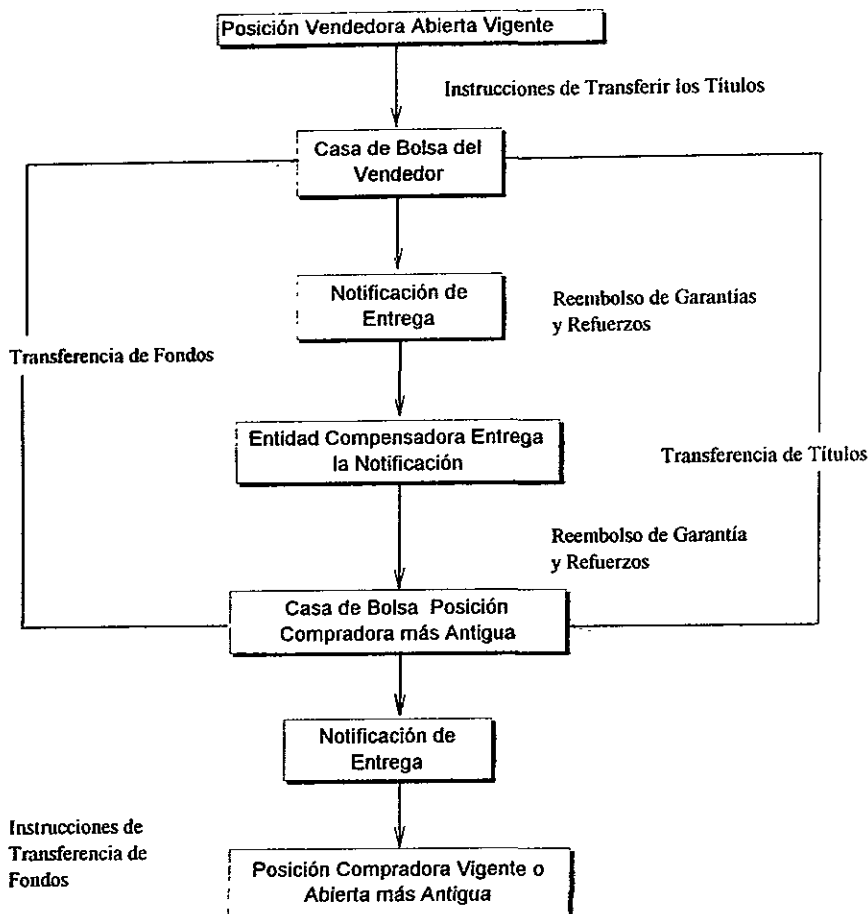 Posición Vendedora Abierta Vigente
Instrucciones de Transferir los Títulos
Casa de Bolsa del
Vendedor
Notificación de
Entrega
Reembolso de Garantías
y Refuerzos
Transferencia de Fondos
Entidad Compensadora Entrega
la Notificación
Transferencia de Títulos
Reembolso de Garantía
y Refuerzos
Casa de Bolsa Posición
Compradora más Antigua
Notificación de
Entrega
Instrucciones de
Transferencia de
Fondos
Posición Compradora Vigente o
Abierta más Antigua